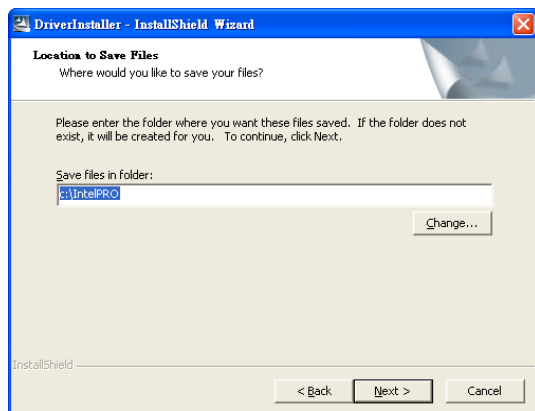 DriverInstaller - InstallShield Wizard
Location to Save Files
Where would you like to save your files?
Please enter the folder where you want these files saved.  If the folder does not
exist, it will be created for you.   To continue, click Next.
Save files in folder:
c:\IntelPRO
Change...
InstallShield
< Back
Next >
Cancel